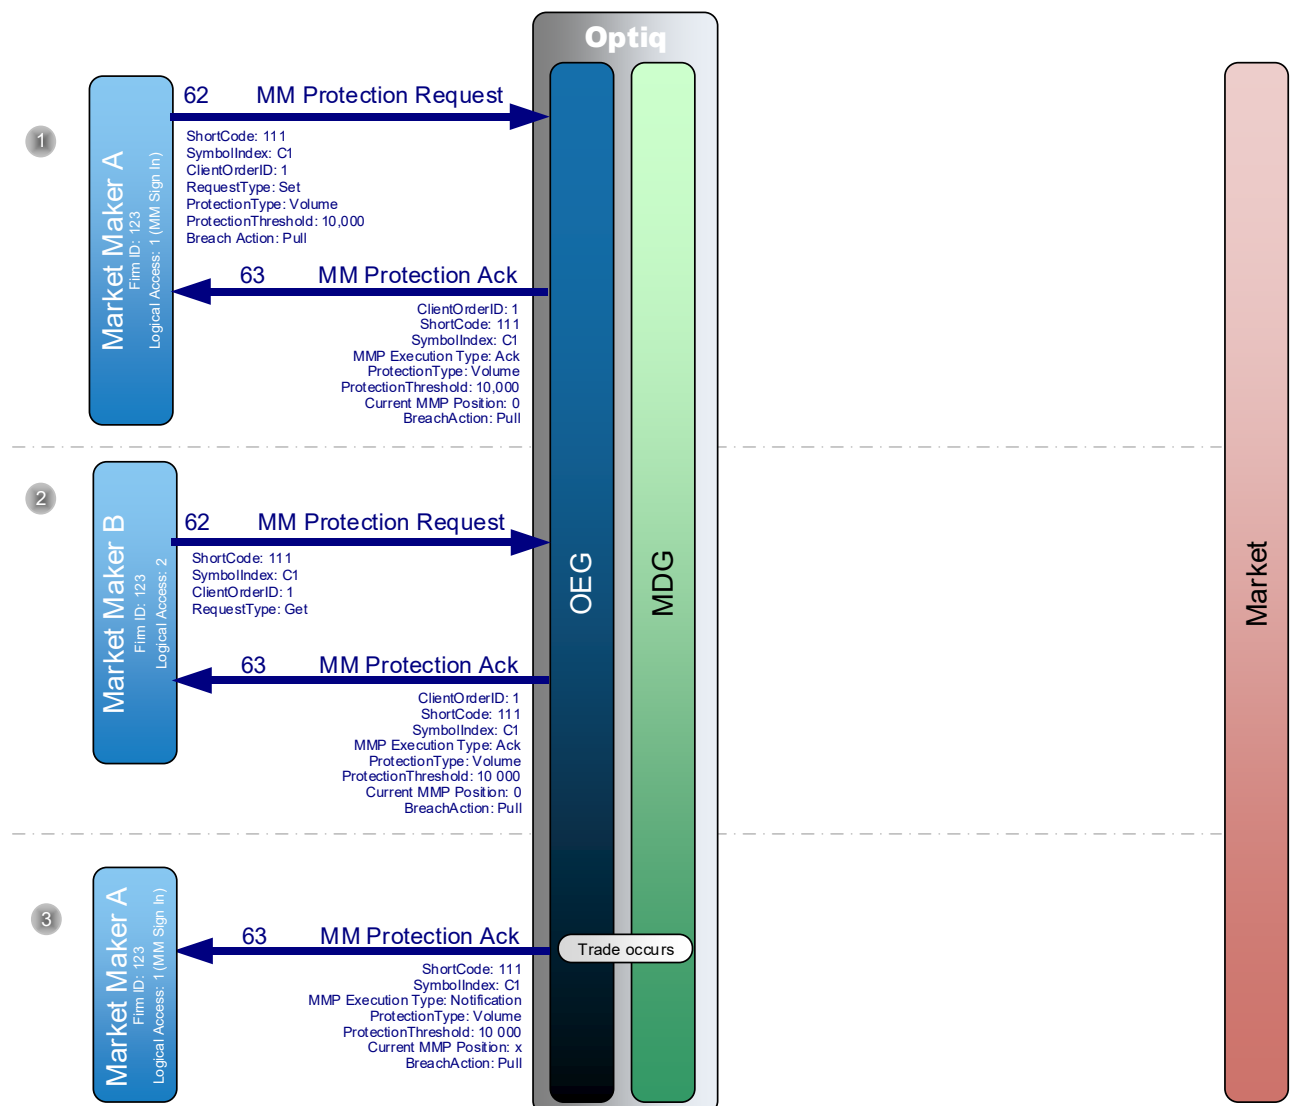 Optiq
1
Market Maker A
Firm ID: 123
Logical Access: 1 (MM Sign In)
62 MM Protection Request
ShortCode: 111
SymbolIndex: C1
ClientOrderID: 1
RequestType: Set
ProtectionType: Volume
ProtectionThreshold: 10,000
Breach Action: Pull
63 MM Protection Ack
ClientOrderID: 1
ShortCode: 111
SymbolIndex: C1
MMP Execution Type: Ack
ProtectionType: Volume
ProtectionThreshold: 10,000
Current MMP Position: 0
BreachAction: Pull
2
Market Maker B
Firm ID: 123
Logical Access: 2
62 MM Protection Request
ShortCode: 111
SymbolIndex: C1
ClientOrderID: 1
RequestType: Get
63 MM Protection Ack
ClientOrderID: 1
ShortCode: 111
SymbolIndex: C1
MMP Execution Type: Ack
ProtectionType: Volume
ProtectionThreshold: 10 000
Current MMP Position: 0
BreachAction: Pull
OEG
MDG
Market
3
Market Maker A
Firm ID: 123
Logical Access: 1 (MM Sign In)
63 MM Protection Ack
Trade occurs
ShortCode: 111
SymbolIndex: C1
MMP Execution Type: Notification
ProtectionType: Volume
ProtectionThreshold: 10 000
Current MMP Position: x
BreachAction: Pull